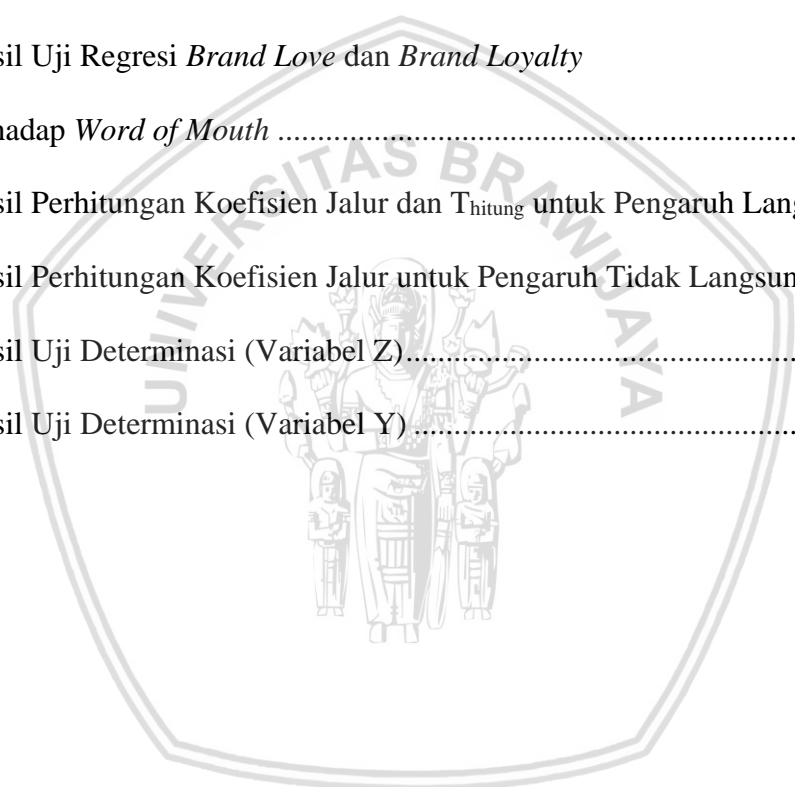 sil Uji Regresi Brand Love dan Brand Loyalty
hadap Word of Mouth ....................................................................
sil Perhitungan Koefisien Jalur dan Thitung untuk Pengaruh Lang
sil Perhitungan Koefisien Jalur untuk Pengaruh Tidak Langsun
sil Uji Determinasi (Variabel Z)....................................................
sil Uji Determinasi (Variabel Y) ...................................................
UNIVERSITAS BRAWIJAYA